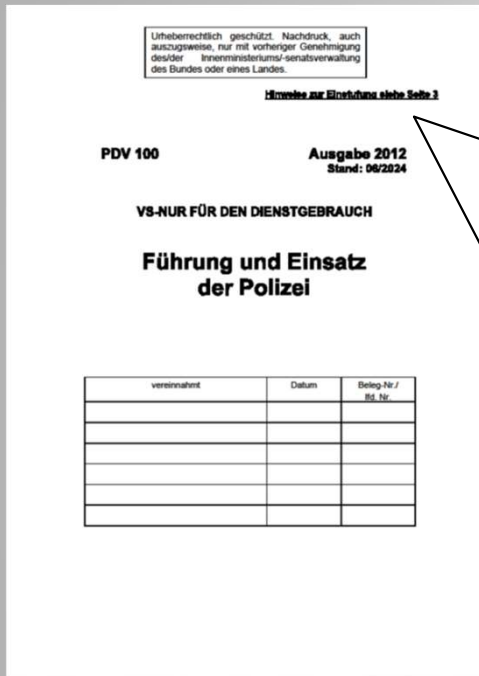 Urheberrechtlich geschützt. Nachdruck, auch
auszugsweise, nur mit vorheriger Genehmigung
des/der Innenministeriums/-senatsverwaltung
des Bundes oder eines Landes.
Hinweise zur Einstufung siehe Seite 3
PDV 100 Ausgabe 2012
Stand: 06/2024
VS-NUR FÜR DEN DIENSTGEBRAUCH
Führung und Einsatz
der Polizei
vereinnahmt Datum Beleg-Nr./
lfd. Nr.